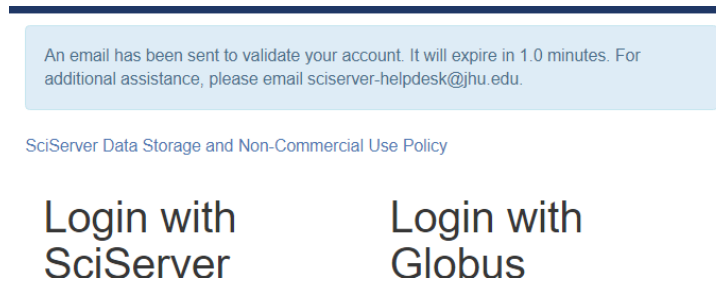 An email has been sent to validate your account. It will expire in 1.0 minutes. For
additional assistance, please email sciserver-helpdesk@jhu.edu.
SciServer Data Storage and Non-Commercial Use Policy
Login with
SciServer
Login with
Globus